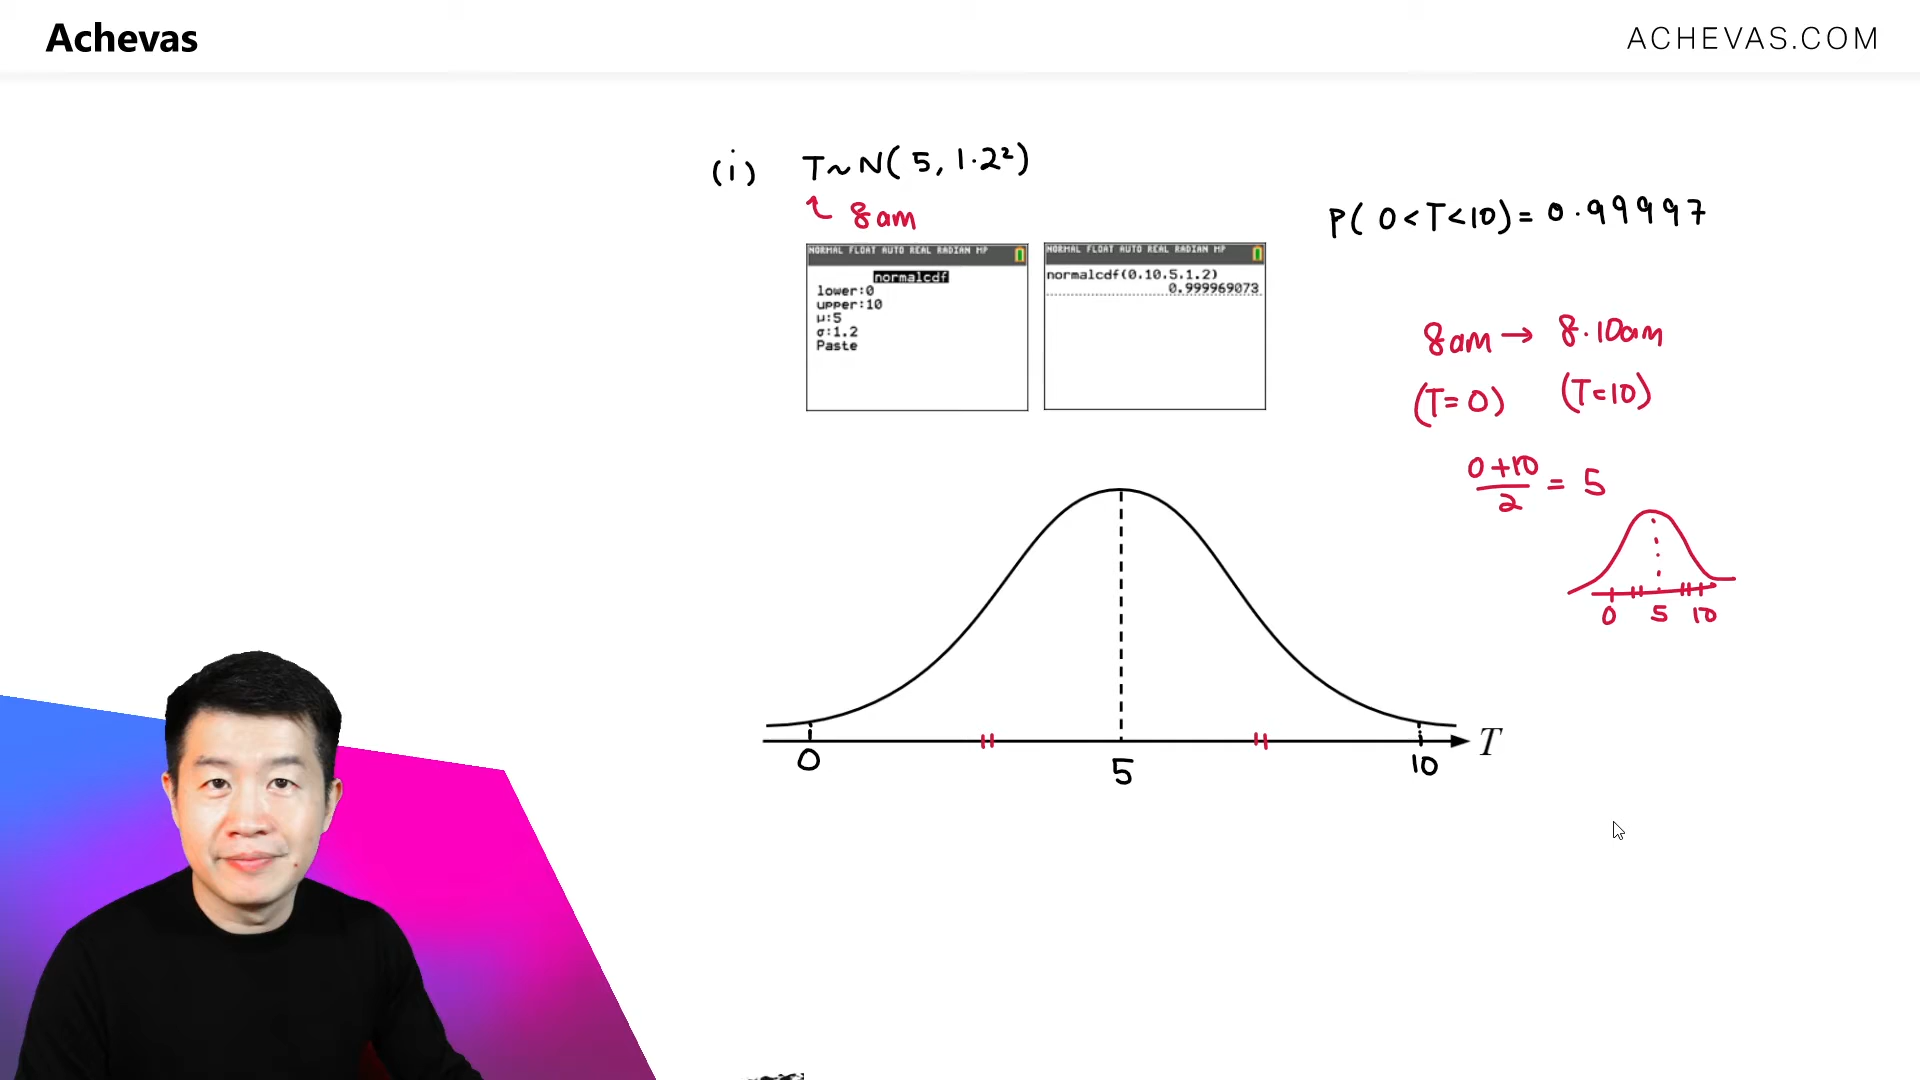 Achevas
ACHEVAS.COM
(i) T~N(5, 1.2²)
8am
P(0<T<10)= 0.99997
NORMAL FLOAT AUTO REAL RADIAN MP
normalcdf
lower:0
upper:10
μ:5
σ:1.2
Paste
NORMAL FLOAT AUTO REAL RADIAN MP
normalcdf(0,10,5,1.2)
0.999969073
8am → 8.10am
(T=0) (T=10)
0+10
2
= 5
0 5 10
T
0 5 10